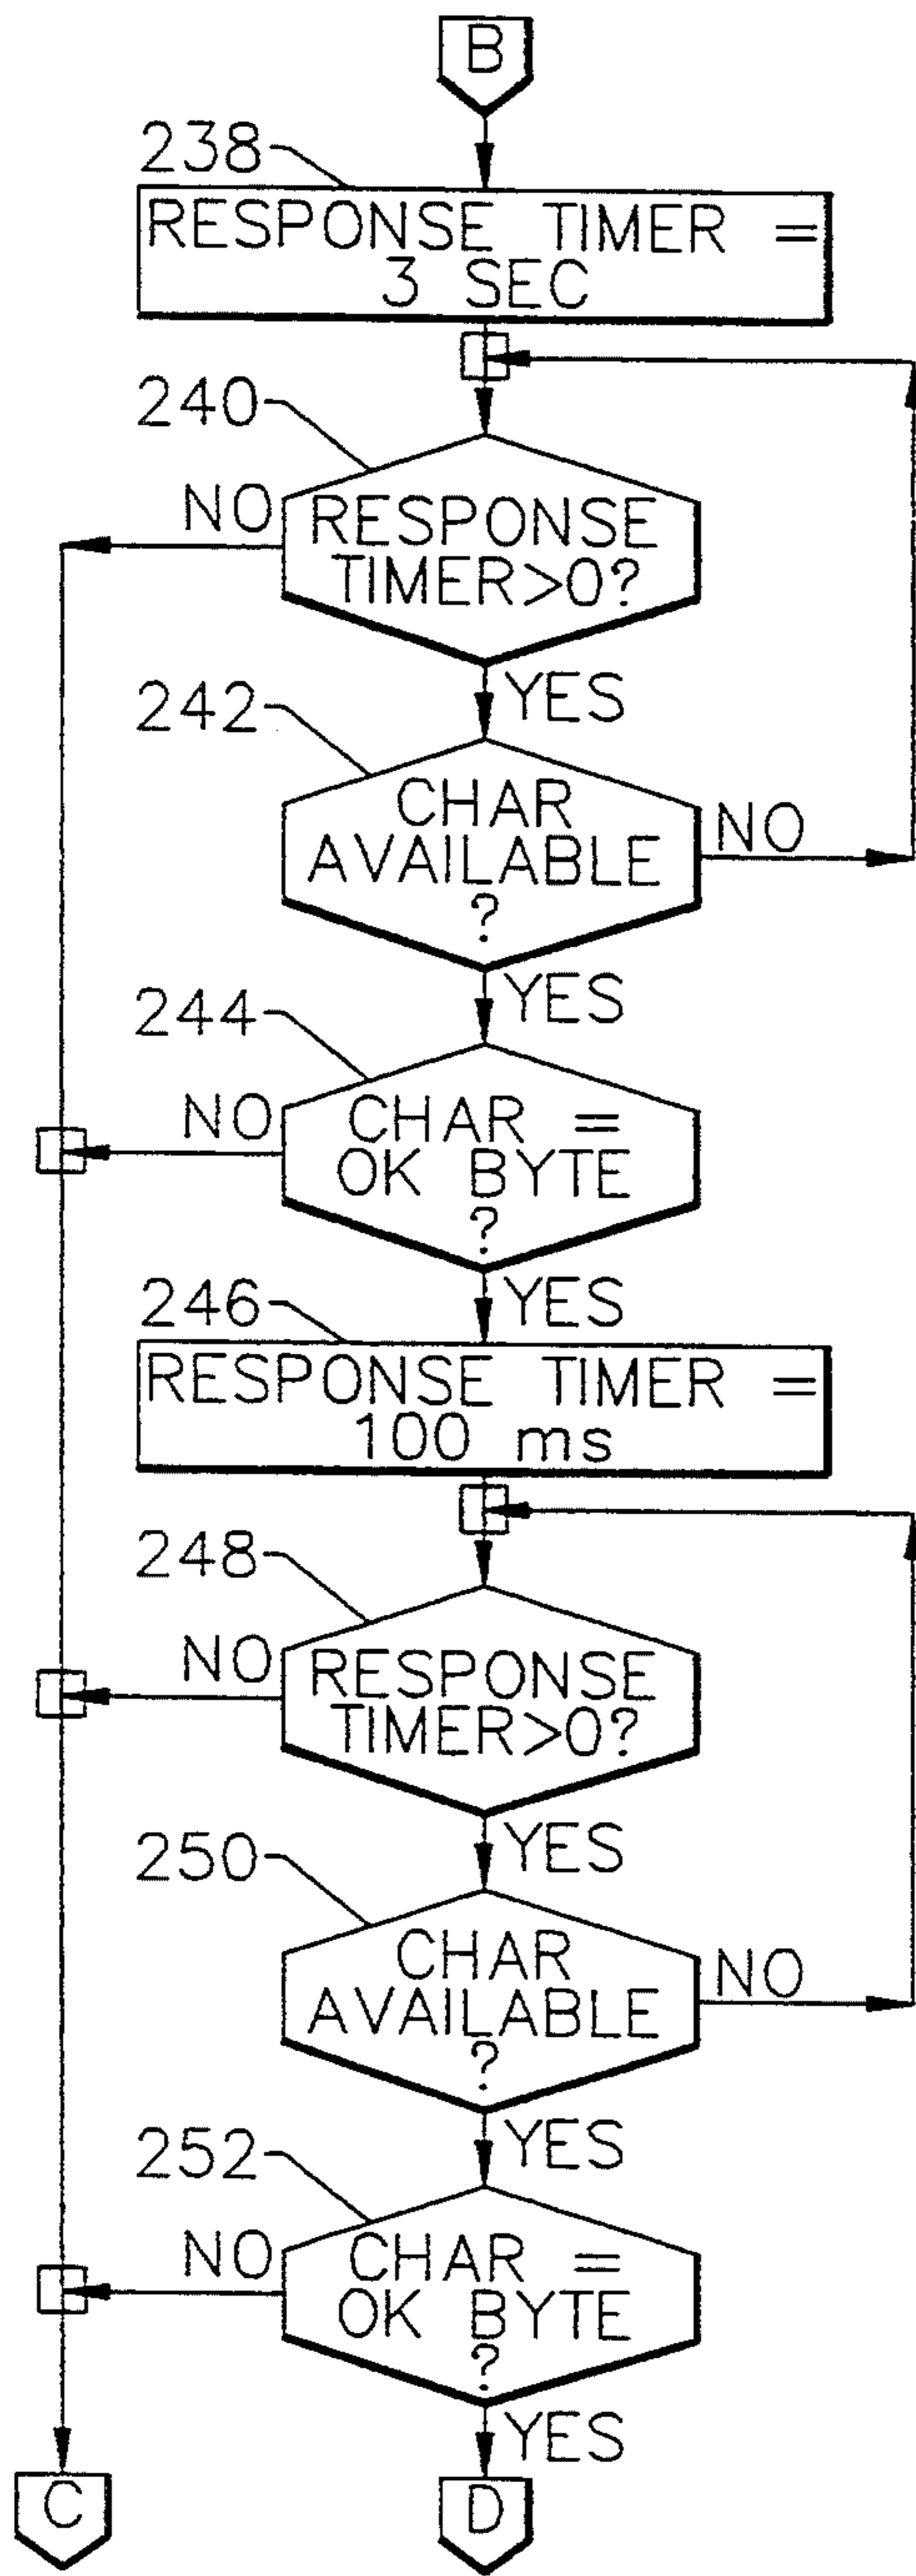 B
238
RESPONSE TIMER =
3 SEC
240
NO
RESPONSE
TIMER>0?
YES
242
CHAR
AVAILABLE
?
NO
YES
244
NO
CHAR =
OK BYTE
?
YES
246
RESPONSE TIMER =
100 ms
248
NO
RESPONSE
TIMER>0?
YES
250
CHAR
AVAILABLE
?
NO
YES
252
NO
CHAR =
OK BYTE
?
YES
C
D